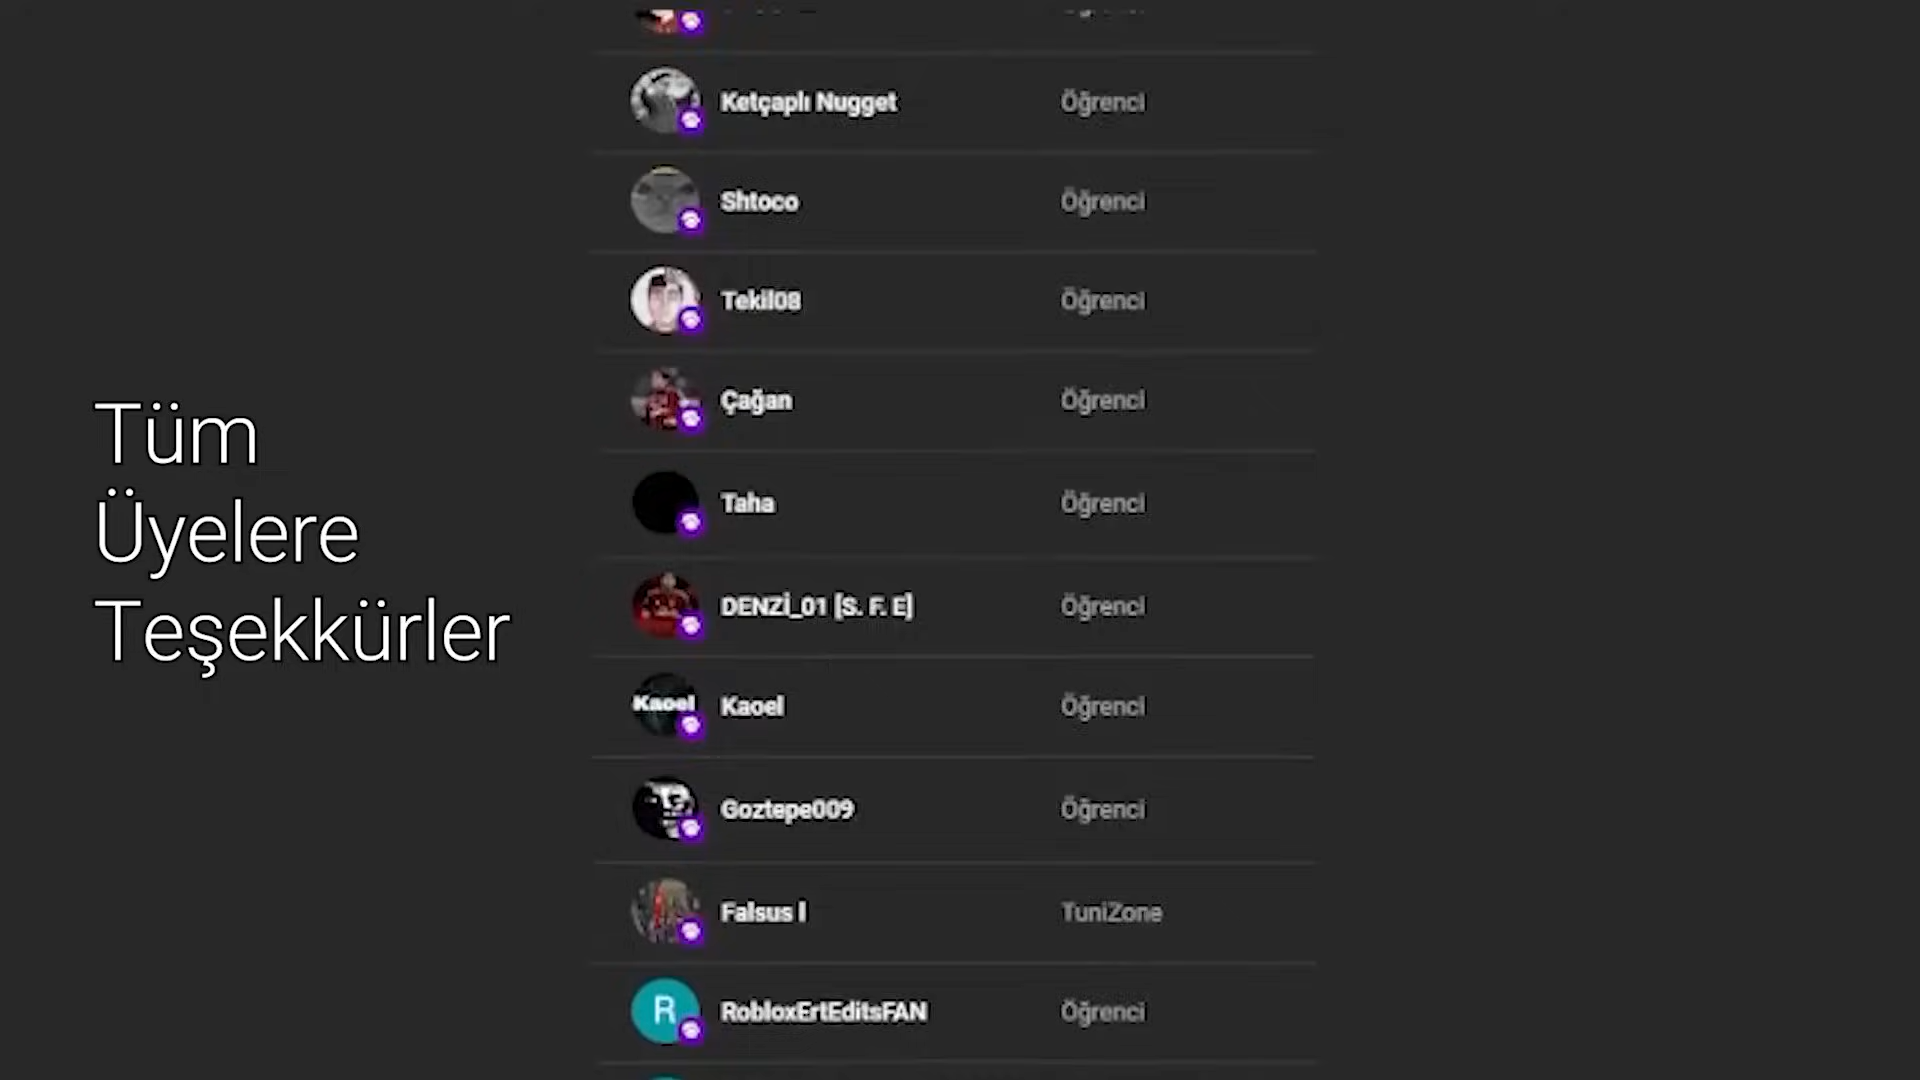 Tüm
Üyelere
Teşekkürler
Ketçaplı Nugget Öğrenci
Shtoco Öğrenci
Tekil08 Öğrenci
Çağan Öğrenci
Taha Öğrenci
DENZİ_01 [S. F. E] Öğrenci
Kaoel Kaoel Öğrenci
Goztepe009 Öğrenci
Falsus l TuniZone
R RobloxErtEditsFAN Öğrenci